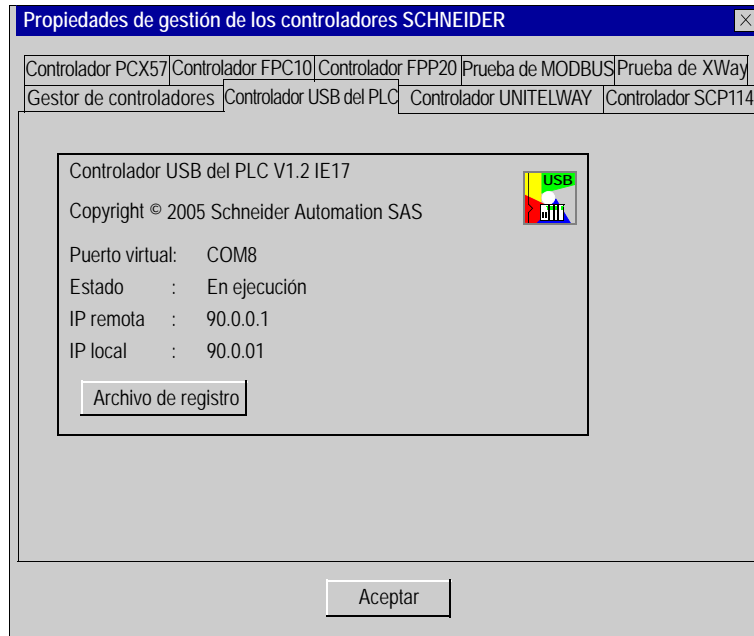 Propiedades de gestión de los controladores SCHNEIDER
Controlador PCX57 Controlador FPC10 Controlador FPP20 Prueba de MODBUS Prueba de XWay
Gestor de controladores Controlador USB del PLC Controlador UNITELWAY Controlador SCP114
Controlador USB del PLC V1.2 IE17
USB
Copyright © 2005 Schneider Automation SAS
Puerto virtual: COM8
Estado : En ejecución
IP remota : 90.0.0.1
IP local : 90.0.01
Archivo de registro
Aceptar